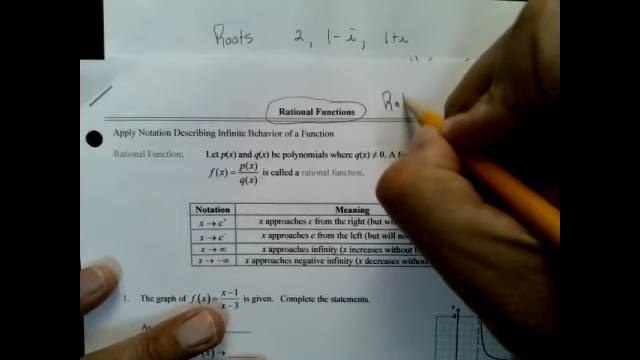 Roots 2, 1-i, 1+i
Ra
Rational Functions
Apply Notation Describing Infinite Behavior of a Function
Rational Function: Let p(x) and q(x) be polynomials where q(x) ≠ 0. A
f(x) = p(x)/q(x) is called a rational function.
Notation Meaning
x → c⁺ x approaches c from the right (but will
x → c⁻ x approaches c from the left (but will no
x → ∞ x approaches infinity (x increases without
x → -∞ x approaches negative infinity (x decreases without
1. The graph of f(x) = x-1/x-3 is given. Complete the statements.